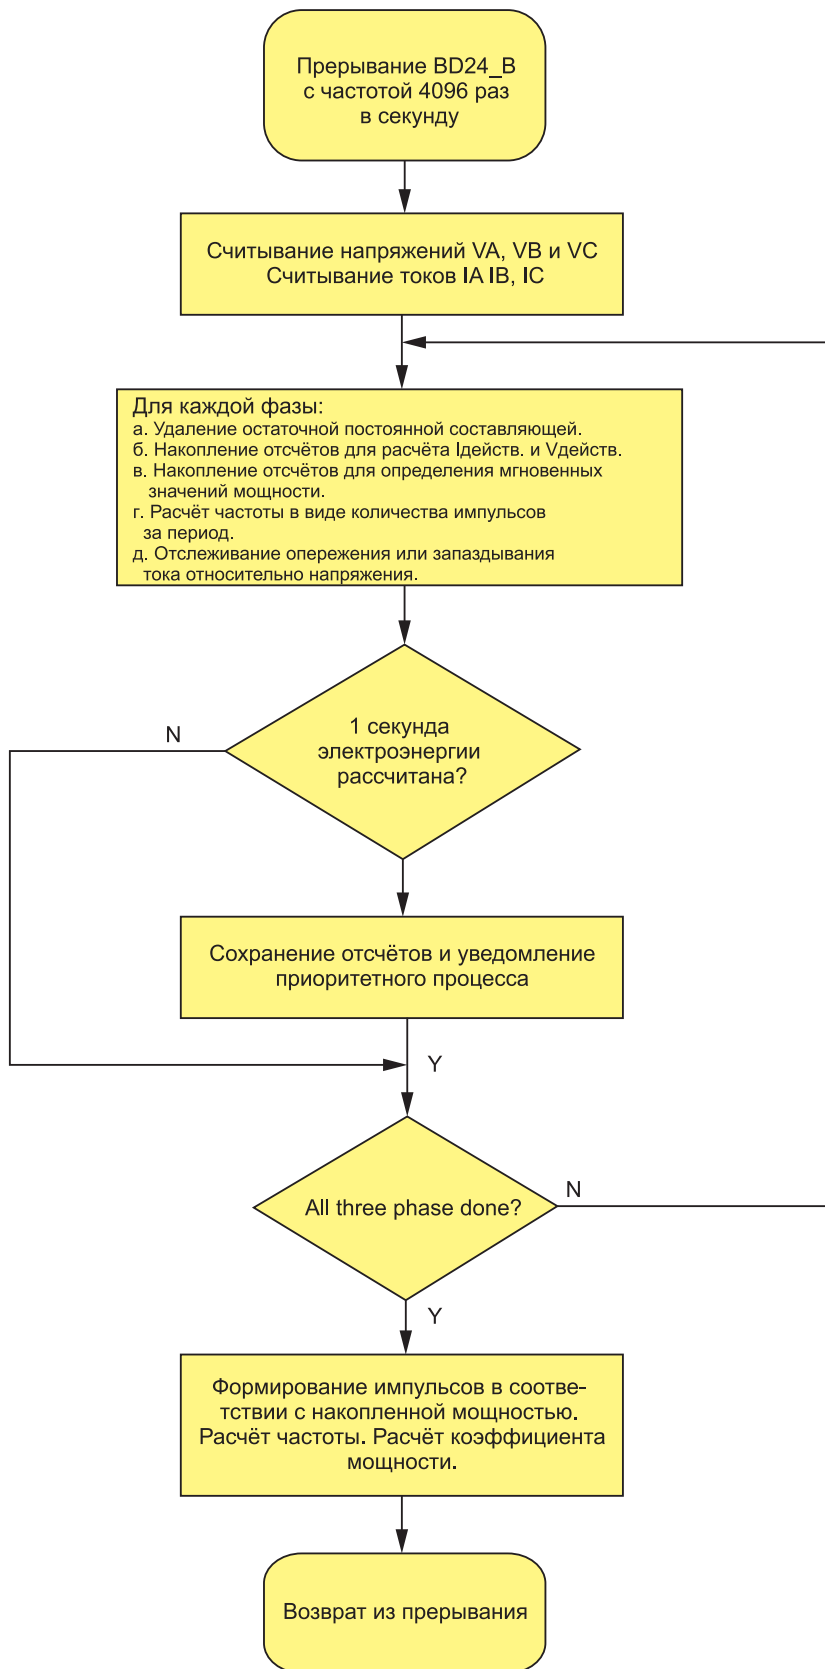 Прерывание BD24_B
с частотой 4096 раз
в секунду
Считывание напряжений VA, VB и VC
Считывание токов IA IB, IC
Для каждой фазы:
а. Удаление остаточной постоянной составляющей.
б. Накопление отсчётов для расчёта Iдейств. и Vдейств.
в. Накопление отсчётов для определения мгновенных
значений мощности.
г. Расчёт частоты в виде количества импульсов
за период.
д. Отслеживание опережения или запаздывания
тока относительно напряжения.
N
1 секунда
электроэнергии
рассчитана?
Сохранение отсчётов и уведомление
приоритетного процесса
Y
All three phase done?
N
Y
Формирование импульсов в соотве-
тствии с накопленной мощностью.
Расчёт частоты. Расчёт коэффициента
мощности.
Возврат из прерывания